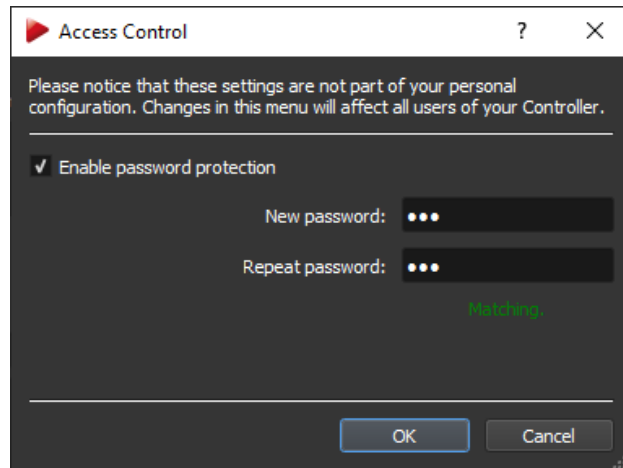 Access Control
?
Please notice that these settings are not part of your personal
configuration. Changes in this menu will affect all users of your Controller.
Enable password protection
New password: •••
Repeat password: •••
Matching.
OK Cancel